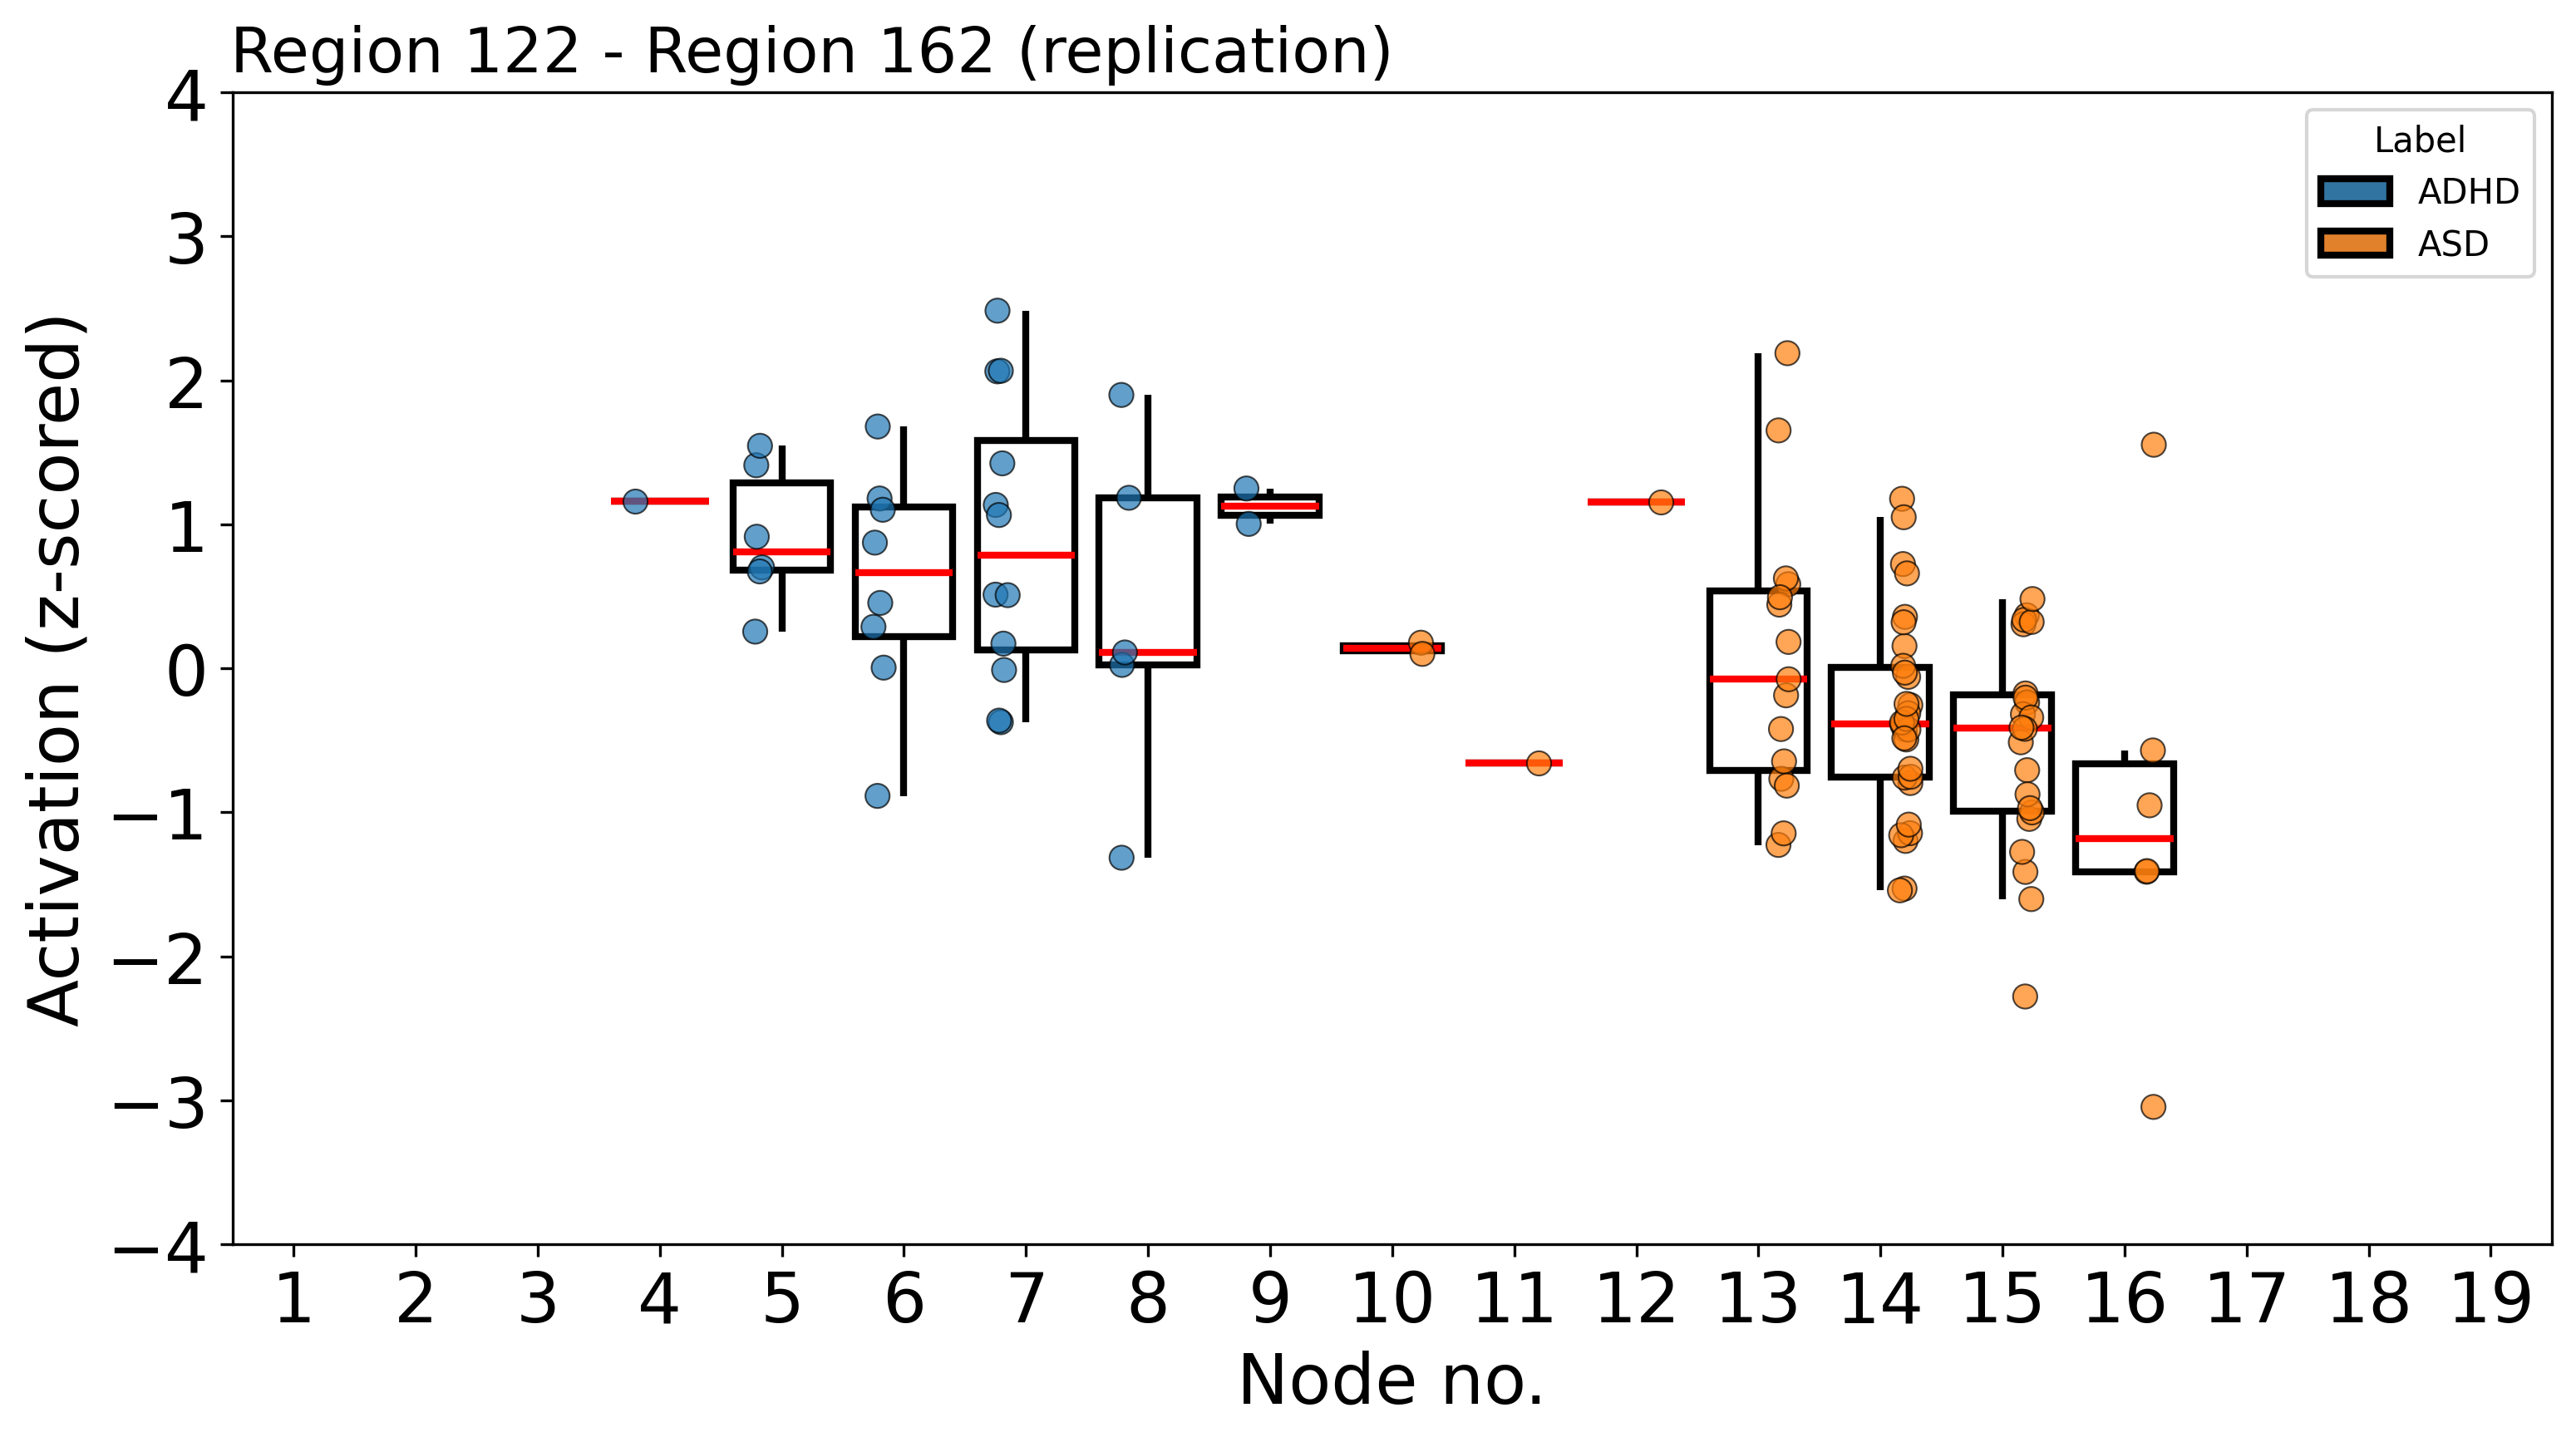 Region 122 - Region 162 (replication)
Label
ADHD
ASD
Activation (z-scored)
4
3
2
1
0
−1
−2
−3
−4
1 2 3 4 5 6 7 8 9 10 11 12 13 14 15 16 17 18 19
Node no.